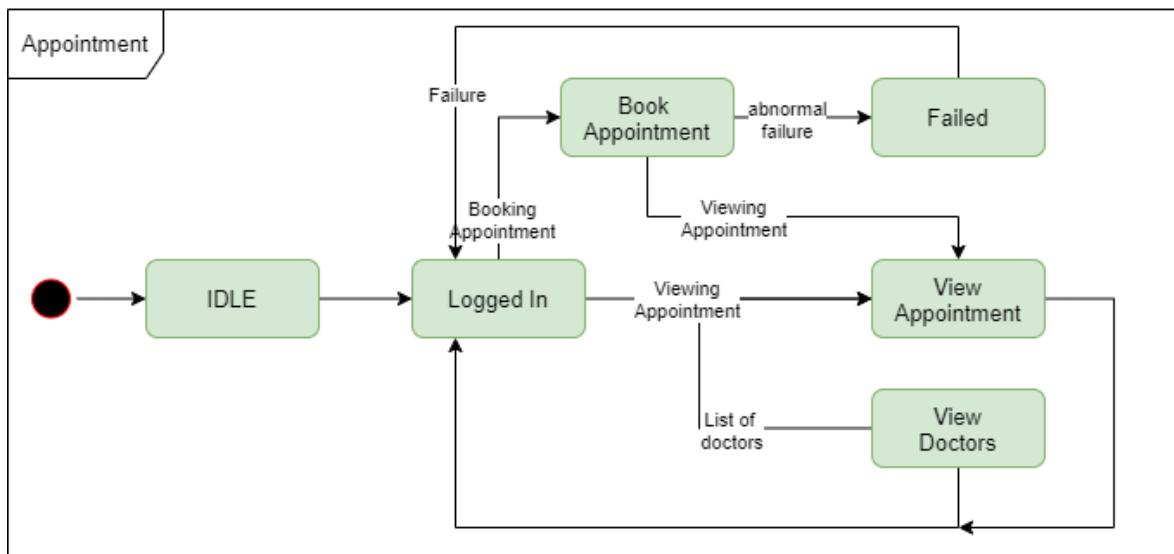 Appointment
Failure
Book
Appointment
abnormal
failure
Failed
Booking
Appointment
Viewing
Appointment
IDLE
Logged In
Viewing
Appointment
View
Appointment
List of
doctors
View
Doctors